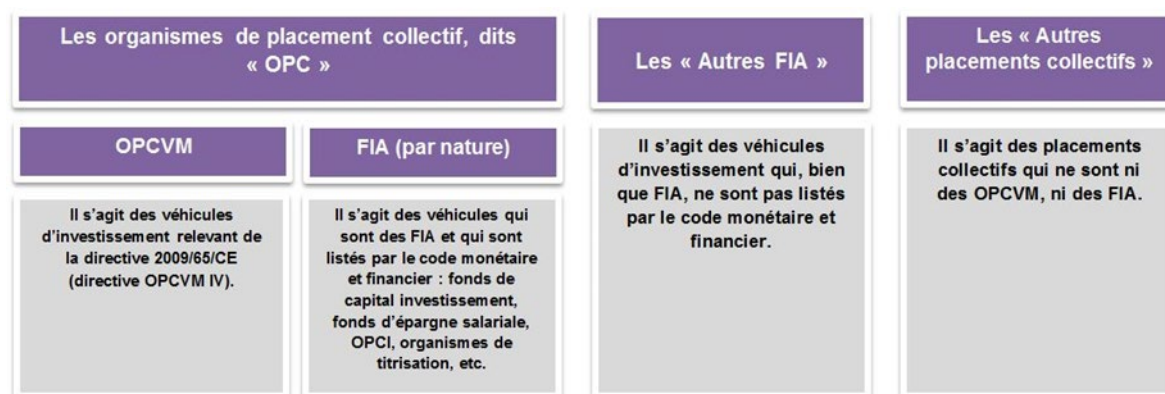 Les organismes de placement collectif, dits
« OPC »
OPCVM
Il s'agit des véhicules
d'investissement relevant de
la directive 2009/65/CE
(directive OPCVM IV).
FIA (par nature)
Il s'agit des véhicules qui
sont des FIA et qui sont
listés par le code monétaire
et financier : fonds de
capital investissement,
fonds d'épargne salariale,
OPCI, organismes de
titrisation, etc.
Les « Autres FIA »
Il s'agit des véhicules
d'investissement qui, bien
que FIA, ne sont pas listés
par le code monétaire et
financier.
Les « Autres
placements collectifs »
Il s'agit des placements
collectifs qui ne sont ni
des OPCVM, ni des FIA.